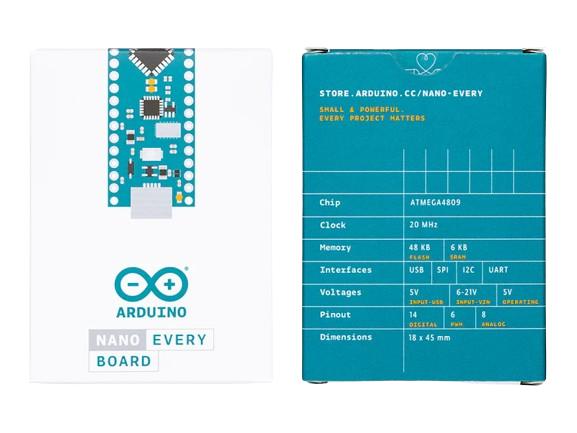 ARDUINO
NANO EVERY
BOARD
STORE.ARDUINO.CC/NANO-EVERY
SMALL & POWERFUL.
EVERY PROJECT MATTERS
Chip ATMEGA4809
Clock 20 MHz
Memory 48 KB 6 KB
FLASH SRAM
Interfaces USB SPI I2C UART
Voltages 5V 6-21V 5V
INPUT-USB INPUT-VIN OPERATING
Pinout 14 6 8
DIGITAL PWM ANALOG
Dimensions 18 x 45 mm